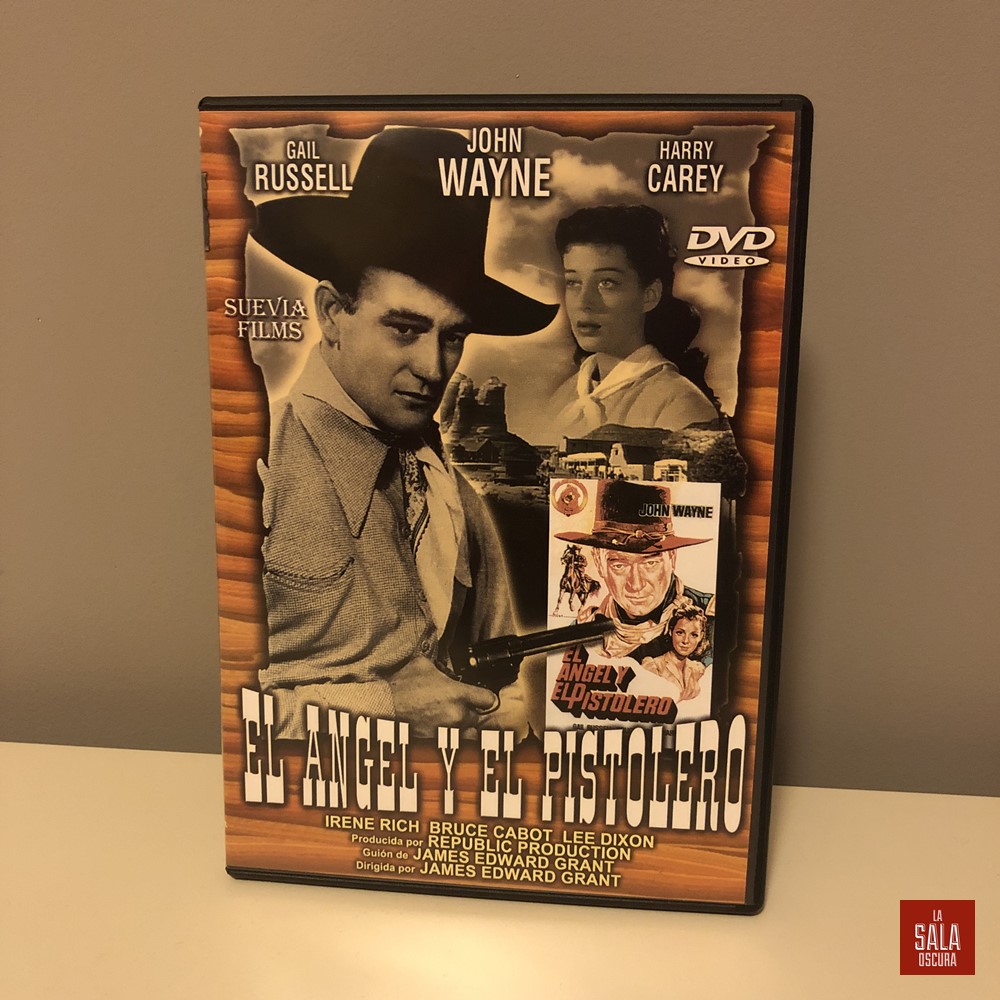 GAIL
RUSSELL
JOHN
WAYNE
HARRY
CAREY
DVD
VIDEO
SUEVIA
FILMS
JOHN WAYNE
EL
ANGEL Y
EL PISTOLERO
EL ANGEL Y EL PISTOLERO
IRENE RICH BRUCE CABOT LEE DIXON
Producida por REPUBLIC PRODUCTION
Guión de JAMES EDWARD GRANT
Dirigida por JAMES EDWARD GRANT
LA
SALA
OSCURA